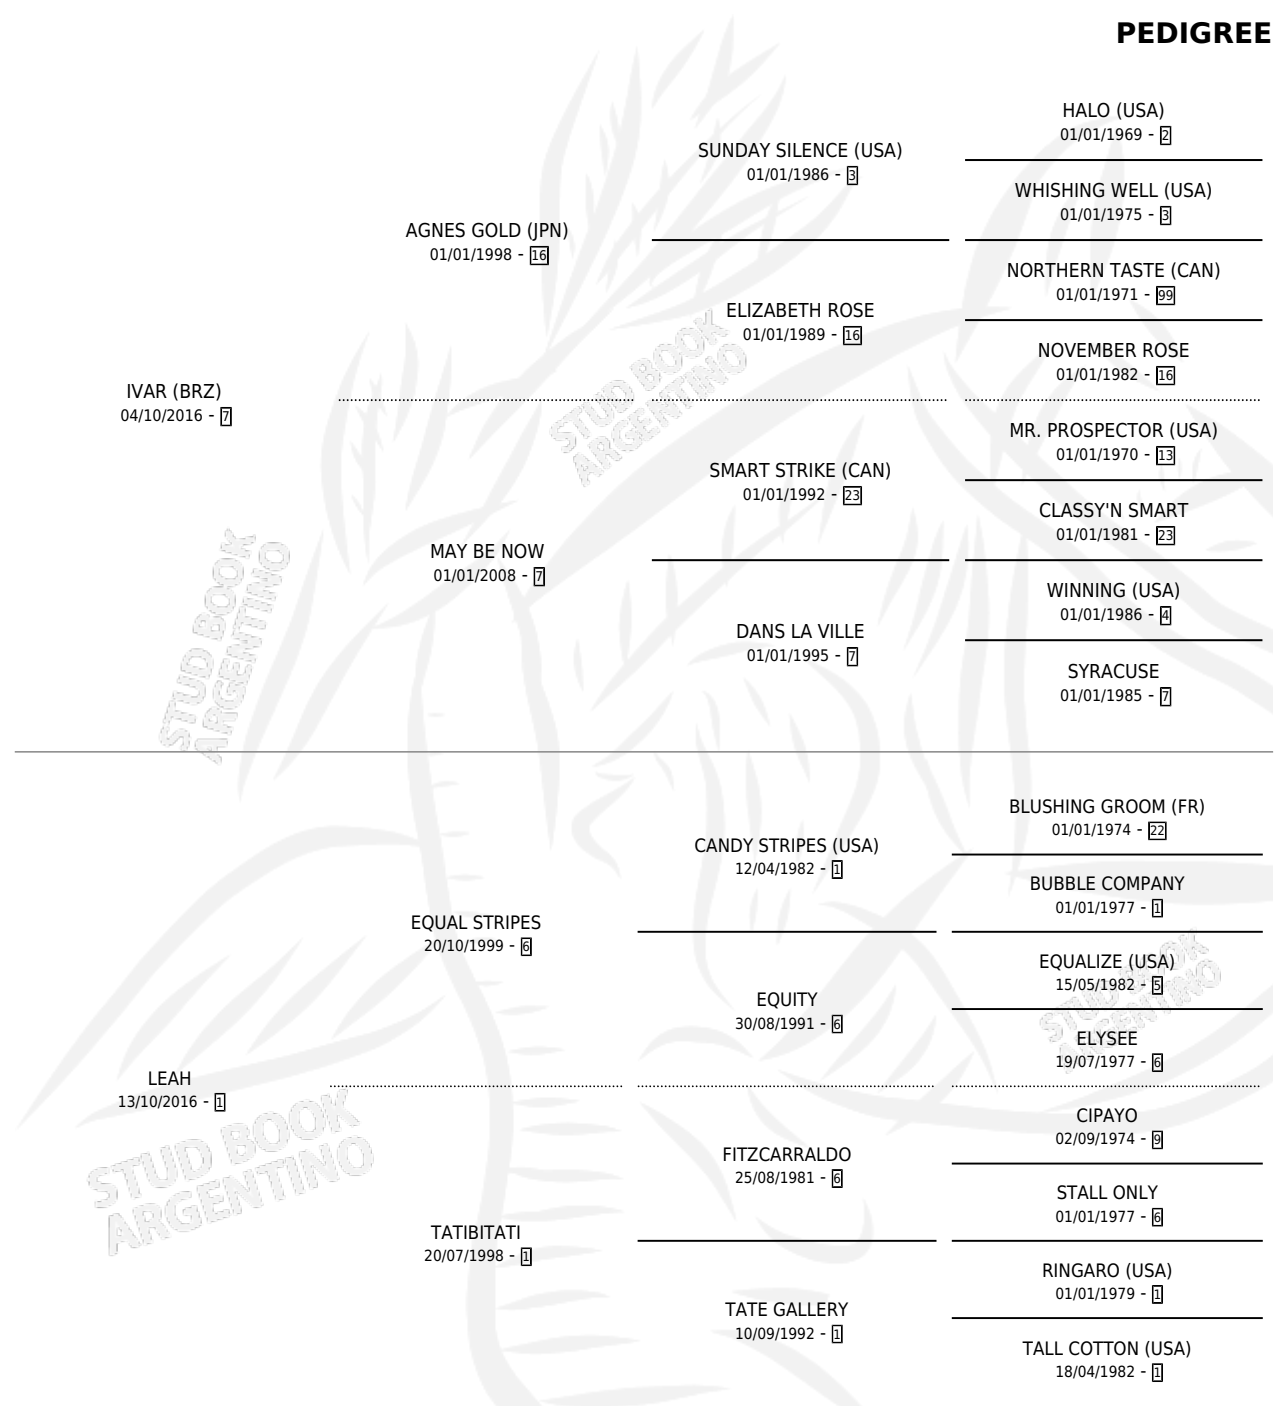 PEDIGREE
HALO (USA)
01/01/1969 - 2
SUNDAY SILENCE (USA)
01/01/1986 - 3
WHISHING WELL (USA)
01/01/1975 - 3
AGNES GOLD (JPN)
01/01/1998 - 16
NORTHERN TASTE (CAN)
01/01/1971 - 99
ELIZABETH ROSE
01/01/1989 - 16
NOVEMBER ROSE
01/01/1982 - 16
IVAR (BRZ)
04/10/2016 - 7
MR. PROSPECTOR (USA)
01/01/1970 - 13
SMART STRIKE (CAN)
01/01/1992 - 23
CLASSY'N SMART
01/01/1981 - 23
MAY BE NOW
01/01/2008 - 7
WINNING (USA)
01/01/1986 - 4
DANS LA VILLE
01/01/1995 - 7
SYRACUSE
01/01/1985 - 7
BLUSHING GROOM (FR)
01/01/1974 - 22
CANDY STRIPES (USA)
12/04/1982 - 1
BUBBLE COMPANY
01/01/1977 - 1
EQUAL STRIPES
20/10/1999 - 6
EQUALIZE (USA)
15/05/1982 - 5
EQUITY
30/08/1991 - 6
ELYSEE
19/07/1977 - 6
LEAH
13/10/2016 - 1
CIPAYO
02/09/1974 - 9
FITZCARRALDO
25/08/1981 - 6
STALL ONLY
01/01/1977 - 6
TATIBITATI
20/07/1998 - 1
RINGARO (USA)
01/01/1979 - 1
TATE GALLERY
10/09/1992 - 1
TALL COTTON (USA)
18/04/1982 - 1
STUD BOOK
ARGENTINO
STUD BOOK
ARGENTINO
STUD BOOK
ARGENTINO
STUD BOOK
ARGENTINO